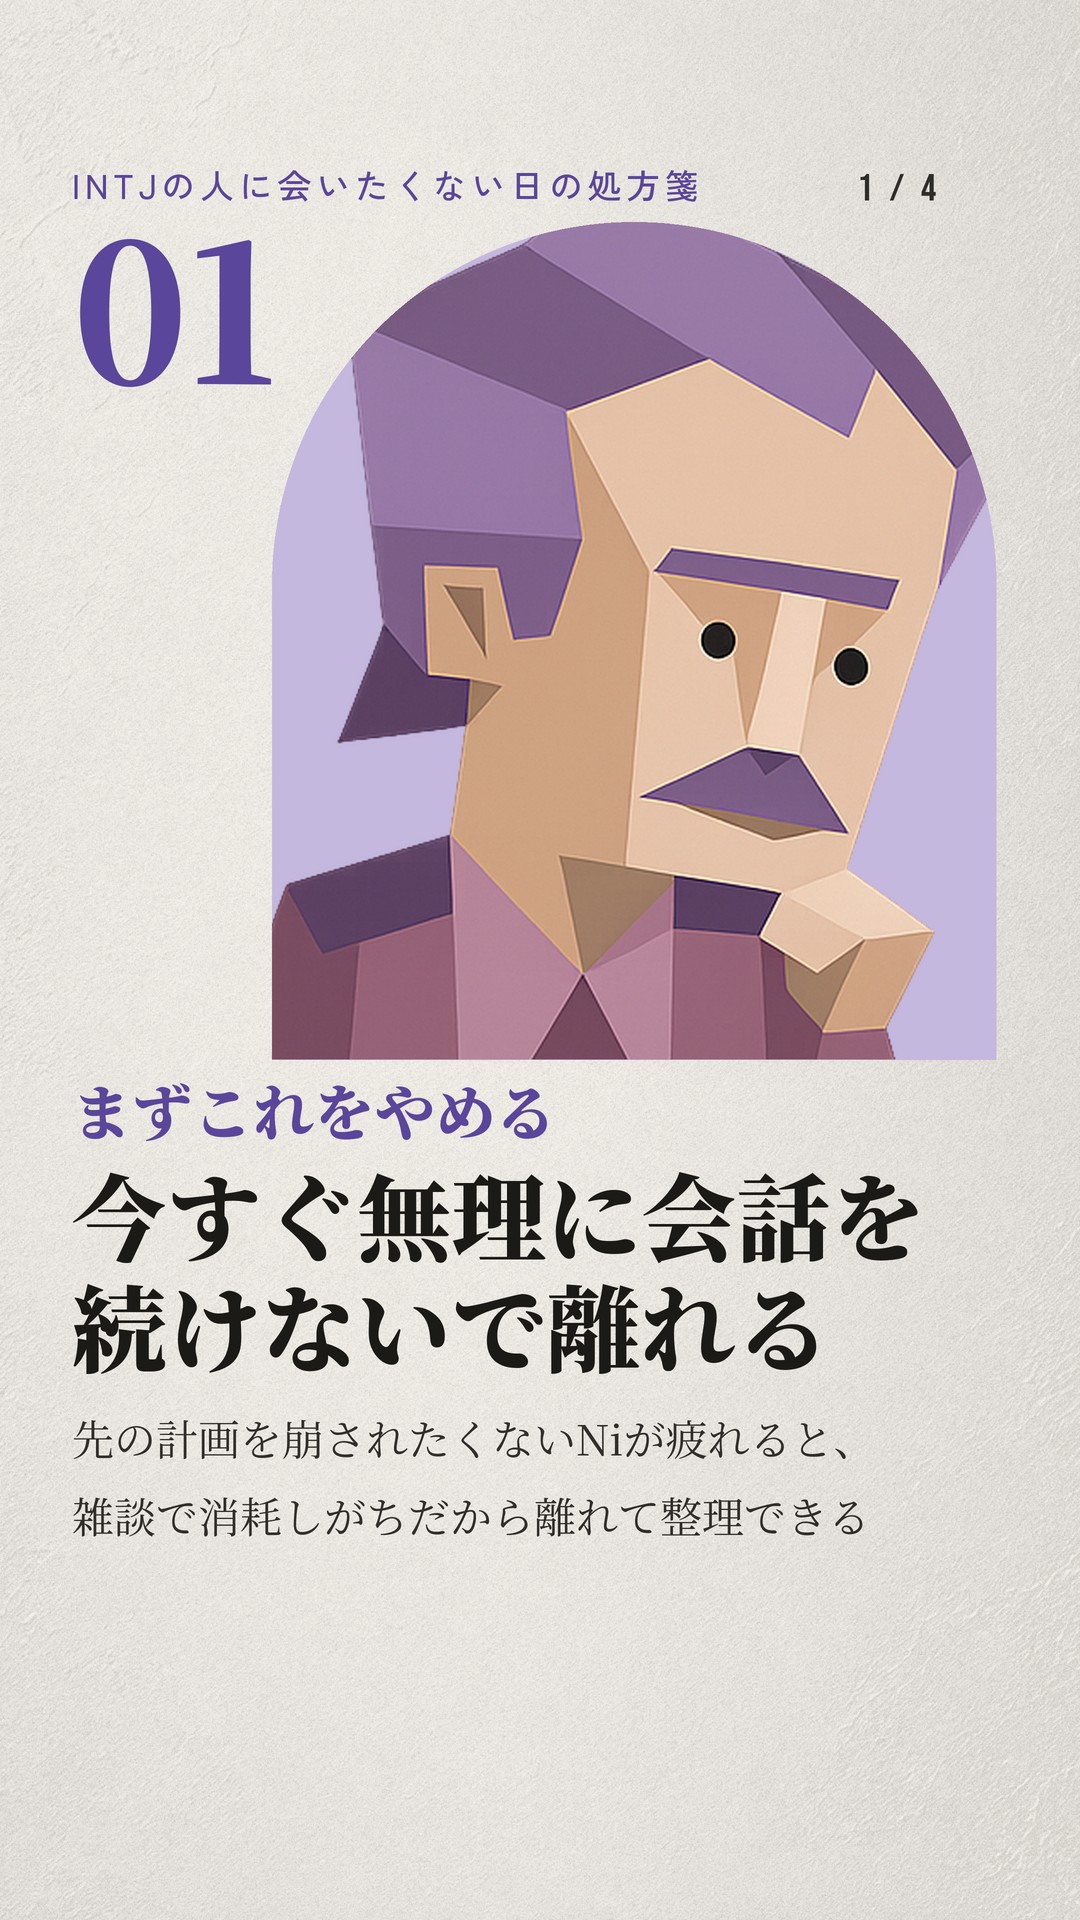 INTJの人に会いたくない日の処方箋
1 / 4
01
まずこれをやめる
今すぐ無理に会話を
続けないで離れる
先の計画を崩されたくないNiが疲れると、
雑談で消耗しがちだから離れて整理できる